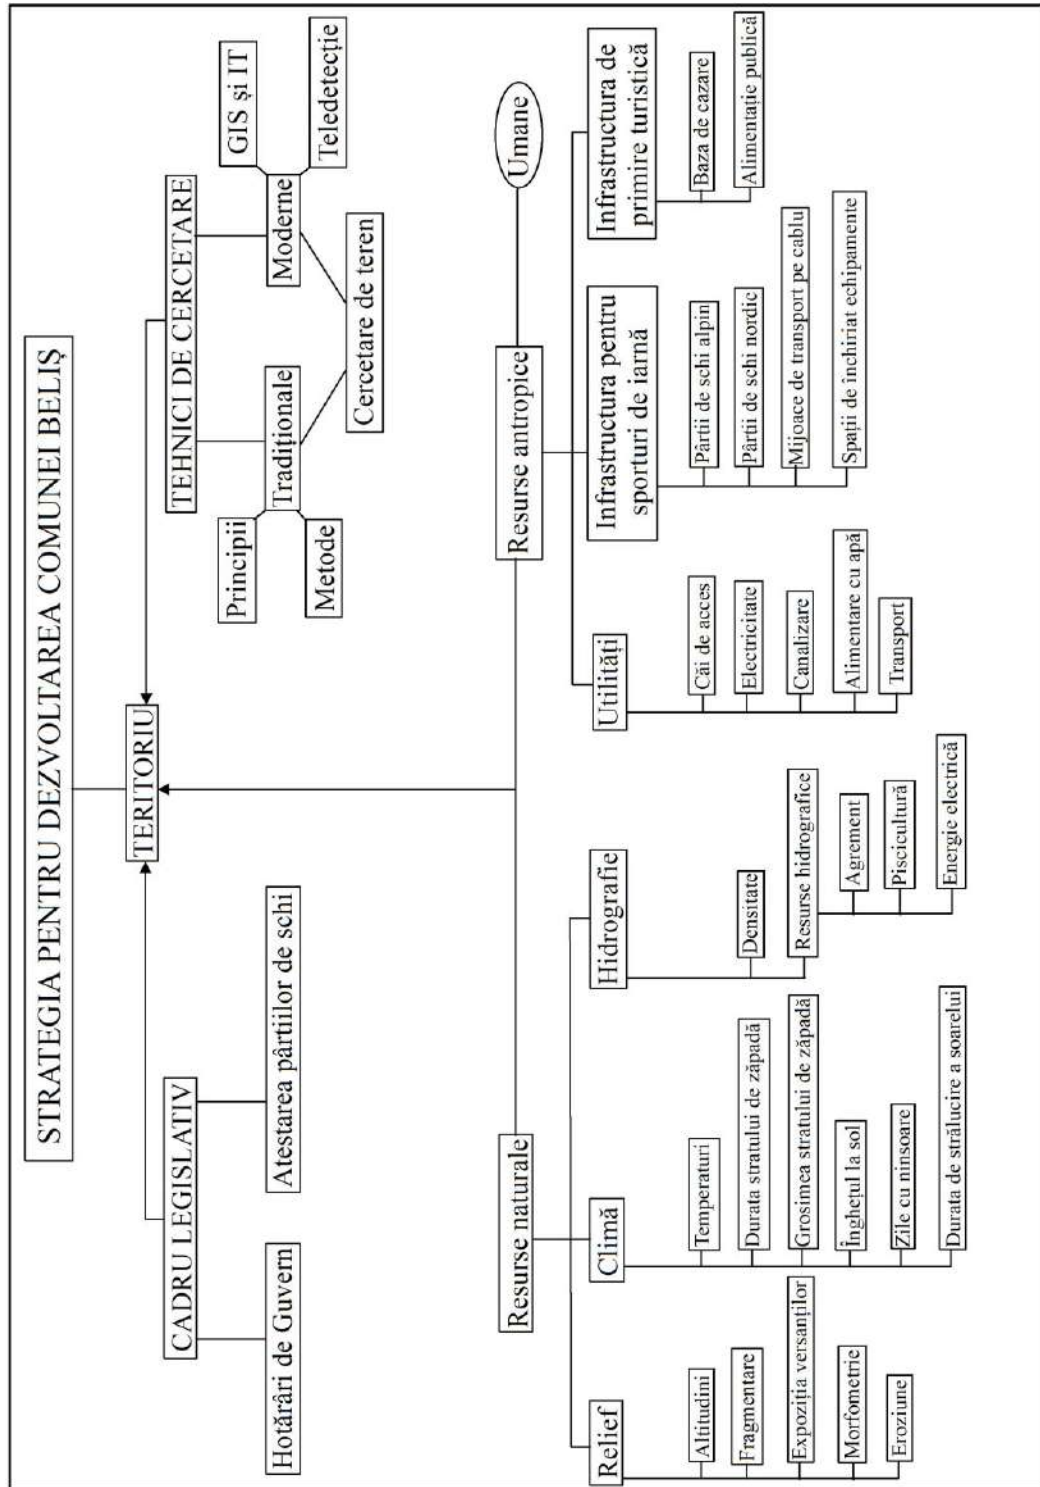 STRATEGIA PENTRU DEZVOLTAREA COMUNEI BELIȘ
TERITORIU
CADRU LEGISLATIV
Hotărâri de Guvern
Atestarea pârtiilor de schi
TEHNICI DE CERCETARE
Principii
Metode
Tradiționale
Moderne
GIS și IT
Teledetecție
Cercetare de teren
Resurse naturale
Relief
Altitudini
Fragmentare
Expoziția versanților
Morfometrie
Eroziune
Climă
Temperaturi
Durata stratului de zăpadă
Grosimea stratului de zăpadă
Înghețul la sol
Zile cu ninsoare
Durata de strălucire a soarelui
Hidrografie
Densitate
Resurse hidrografice
Agrement
Piscicultură
Energie electrică
Resurse antropice
Umane
Utilități
Căi de acces
Electricitate
Canalizare
Alimentare cu apă
Transport
Infrastructura pentru
sporturi de iarnă
Pârtii de schi alpin
Pârtii de schi nordic
Mijoace de transport pe cablu
Spații de închiriat echipamente
Infrastructura de
primire turistică
Baza de cazare
Alimentație publică